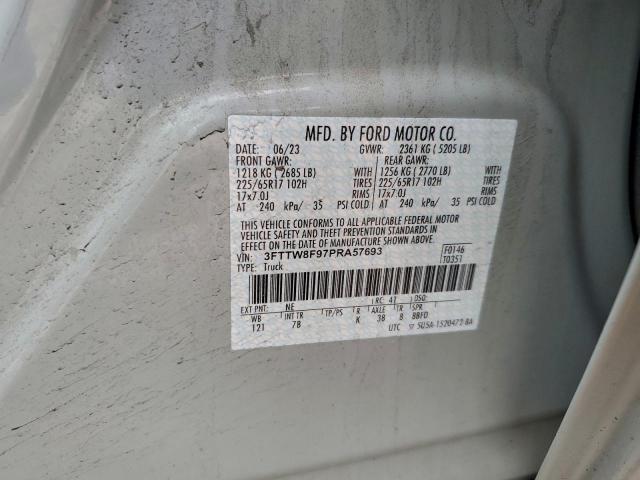 MFD. BY FORD MOTOR CO.
DATE: 06/23 GVWR: 2361 KG ( 5205 LB)
FRONT GAWR: REAR GAWR:
1218 KG ( 2685 LB) WITH 1256 KG ( 2770 LB) WITH
225/65R17 102H TIRES 225/65R17 102H TIRES
17x7.0J RIMS 17x7.0J RIMS
AT 240 kPa/ 35 PSI COLD AT 240 kPa/ 35 PSI COLD
THIS VEHICLE CONFORMS TO ALL APPLICABLE FEDERAL MOTOR
VEHICLE SAFETY AND THEFT PREVENTION STANDARDS IN
EFFECT ON THE DATE OF MANUFACTURE SHOWN ABOVE.
VIN: 3FTTW8F97PRA57693 F0146
TYPE: Truck T0351
EXT PNT: NE RC: 47 DSO:
WB INT TR TP/PS R AXLE TR SPR
121 7B K 38 8 BBFD
UTC 5U5A-1520472-BA